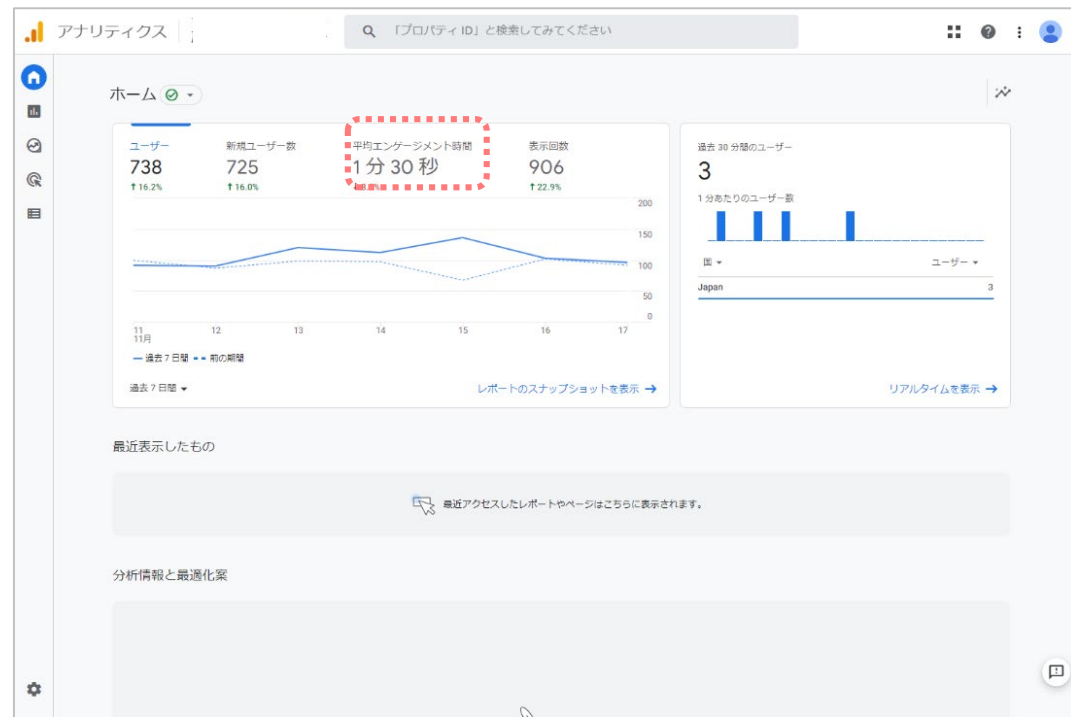 アナリティクス
「プロパティ ID」と検索してみてください
ホーム
ユーザー
738
↑ 16.2%
新規ユーザー数
725
↑ 16.0%
平均エンゲージメント時間
1 分 30 秒
表示回数
906
↑ 22.9%
200
150
100
50
0
11
11月
12
13
14
15
16
17
過去 7 日間
前の期間
過去 7 日間
レポートのスナップショットを表示 →
過去 30 分間のユーザー
3
1 分あたりのユーザー数
国
ユーザー
Japan
3
リアルタイムを表示 →
最近表示したもの
最近アクセスしたレポートやページはこちらに表示されます。
分析情報と最適化案